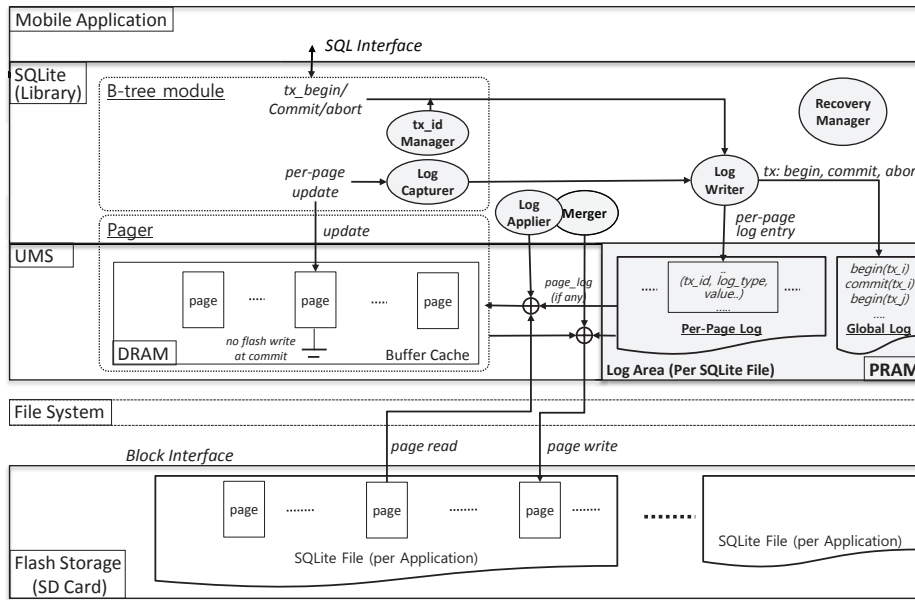 Mobile Application
SQL Interface
SQLite
(Library)
B-tree module
tx_begin/
Commit/abort
tx_id
Manager
Recovery
Manager
per-page
update
Log
Capturer
Log
Writer
tx: begin, commit, abor
Log
Applier
Merger
per-page
log entry
Pager
update
UMS
page
.....
page
.....
page
no flash write
at commit
DRAM
Buffer Cache
page_log
(if any)
.....
..
(tx_id, log_type,
value..)
.....
.....
Per-Page Log
begin(tx_i)
commit(tx_i)
begin(tx_j)
....
Global Log
Log Area (Per SQLite File)
PRAM
File System
page read
page write
Block Interface
page
.......
page
.......
page
.......
.......
SQLite File (per Application)
SQLite File (per Application)
Flash Storage
(SD Card)